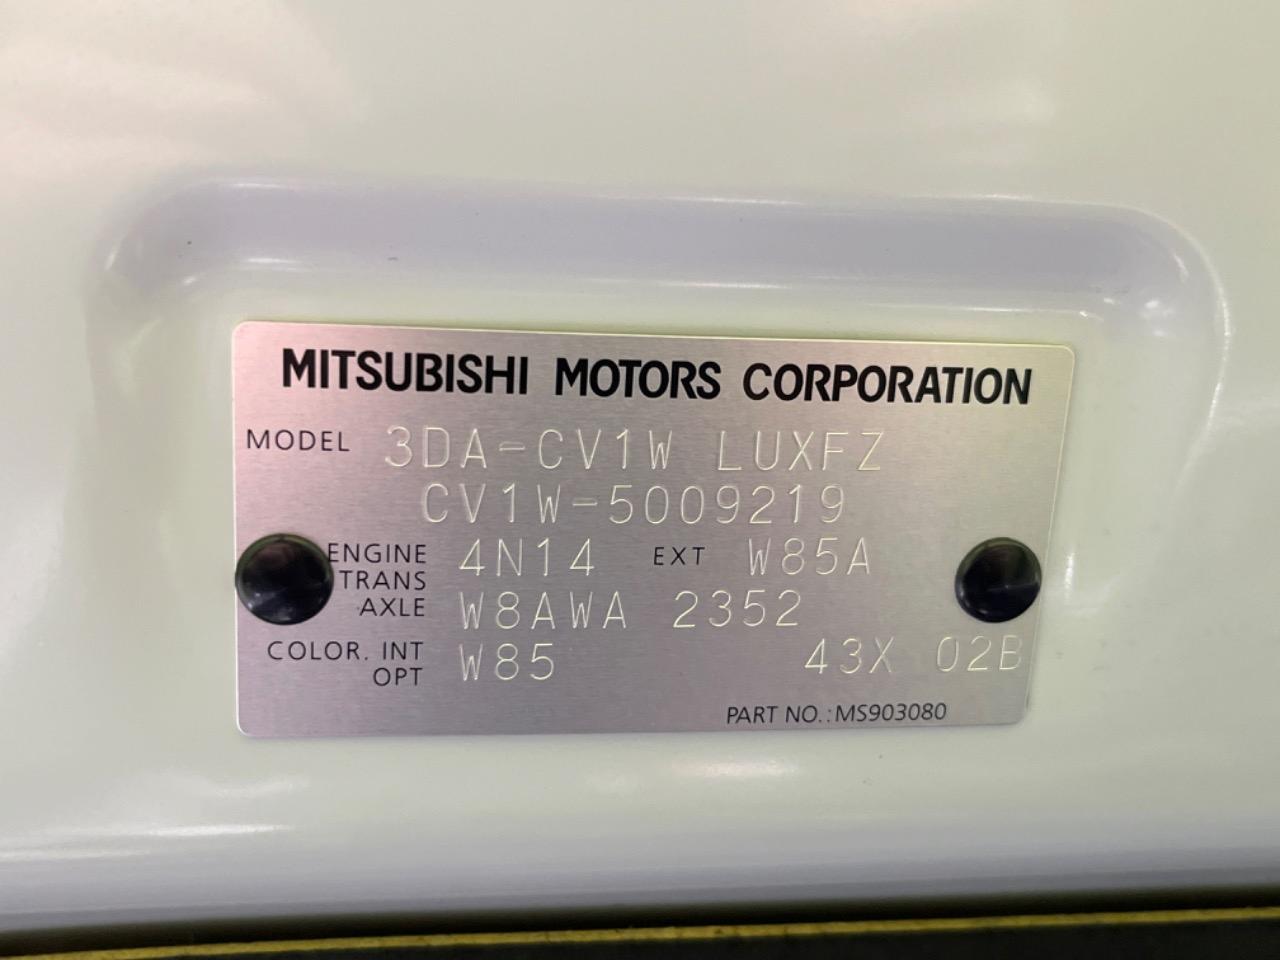 MITSUBISHI MOTORS CORPORATION
MODEL 3DA-CV1W LUXFZ
CV1W-5009219
ENGINE 4N14 EXT W85A
TRANS
AXLE W8AWA 2352
COLOR. INT W85 43X 02B
OPT
PART NO.:MS903080